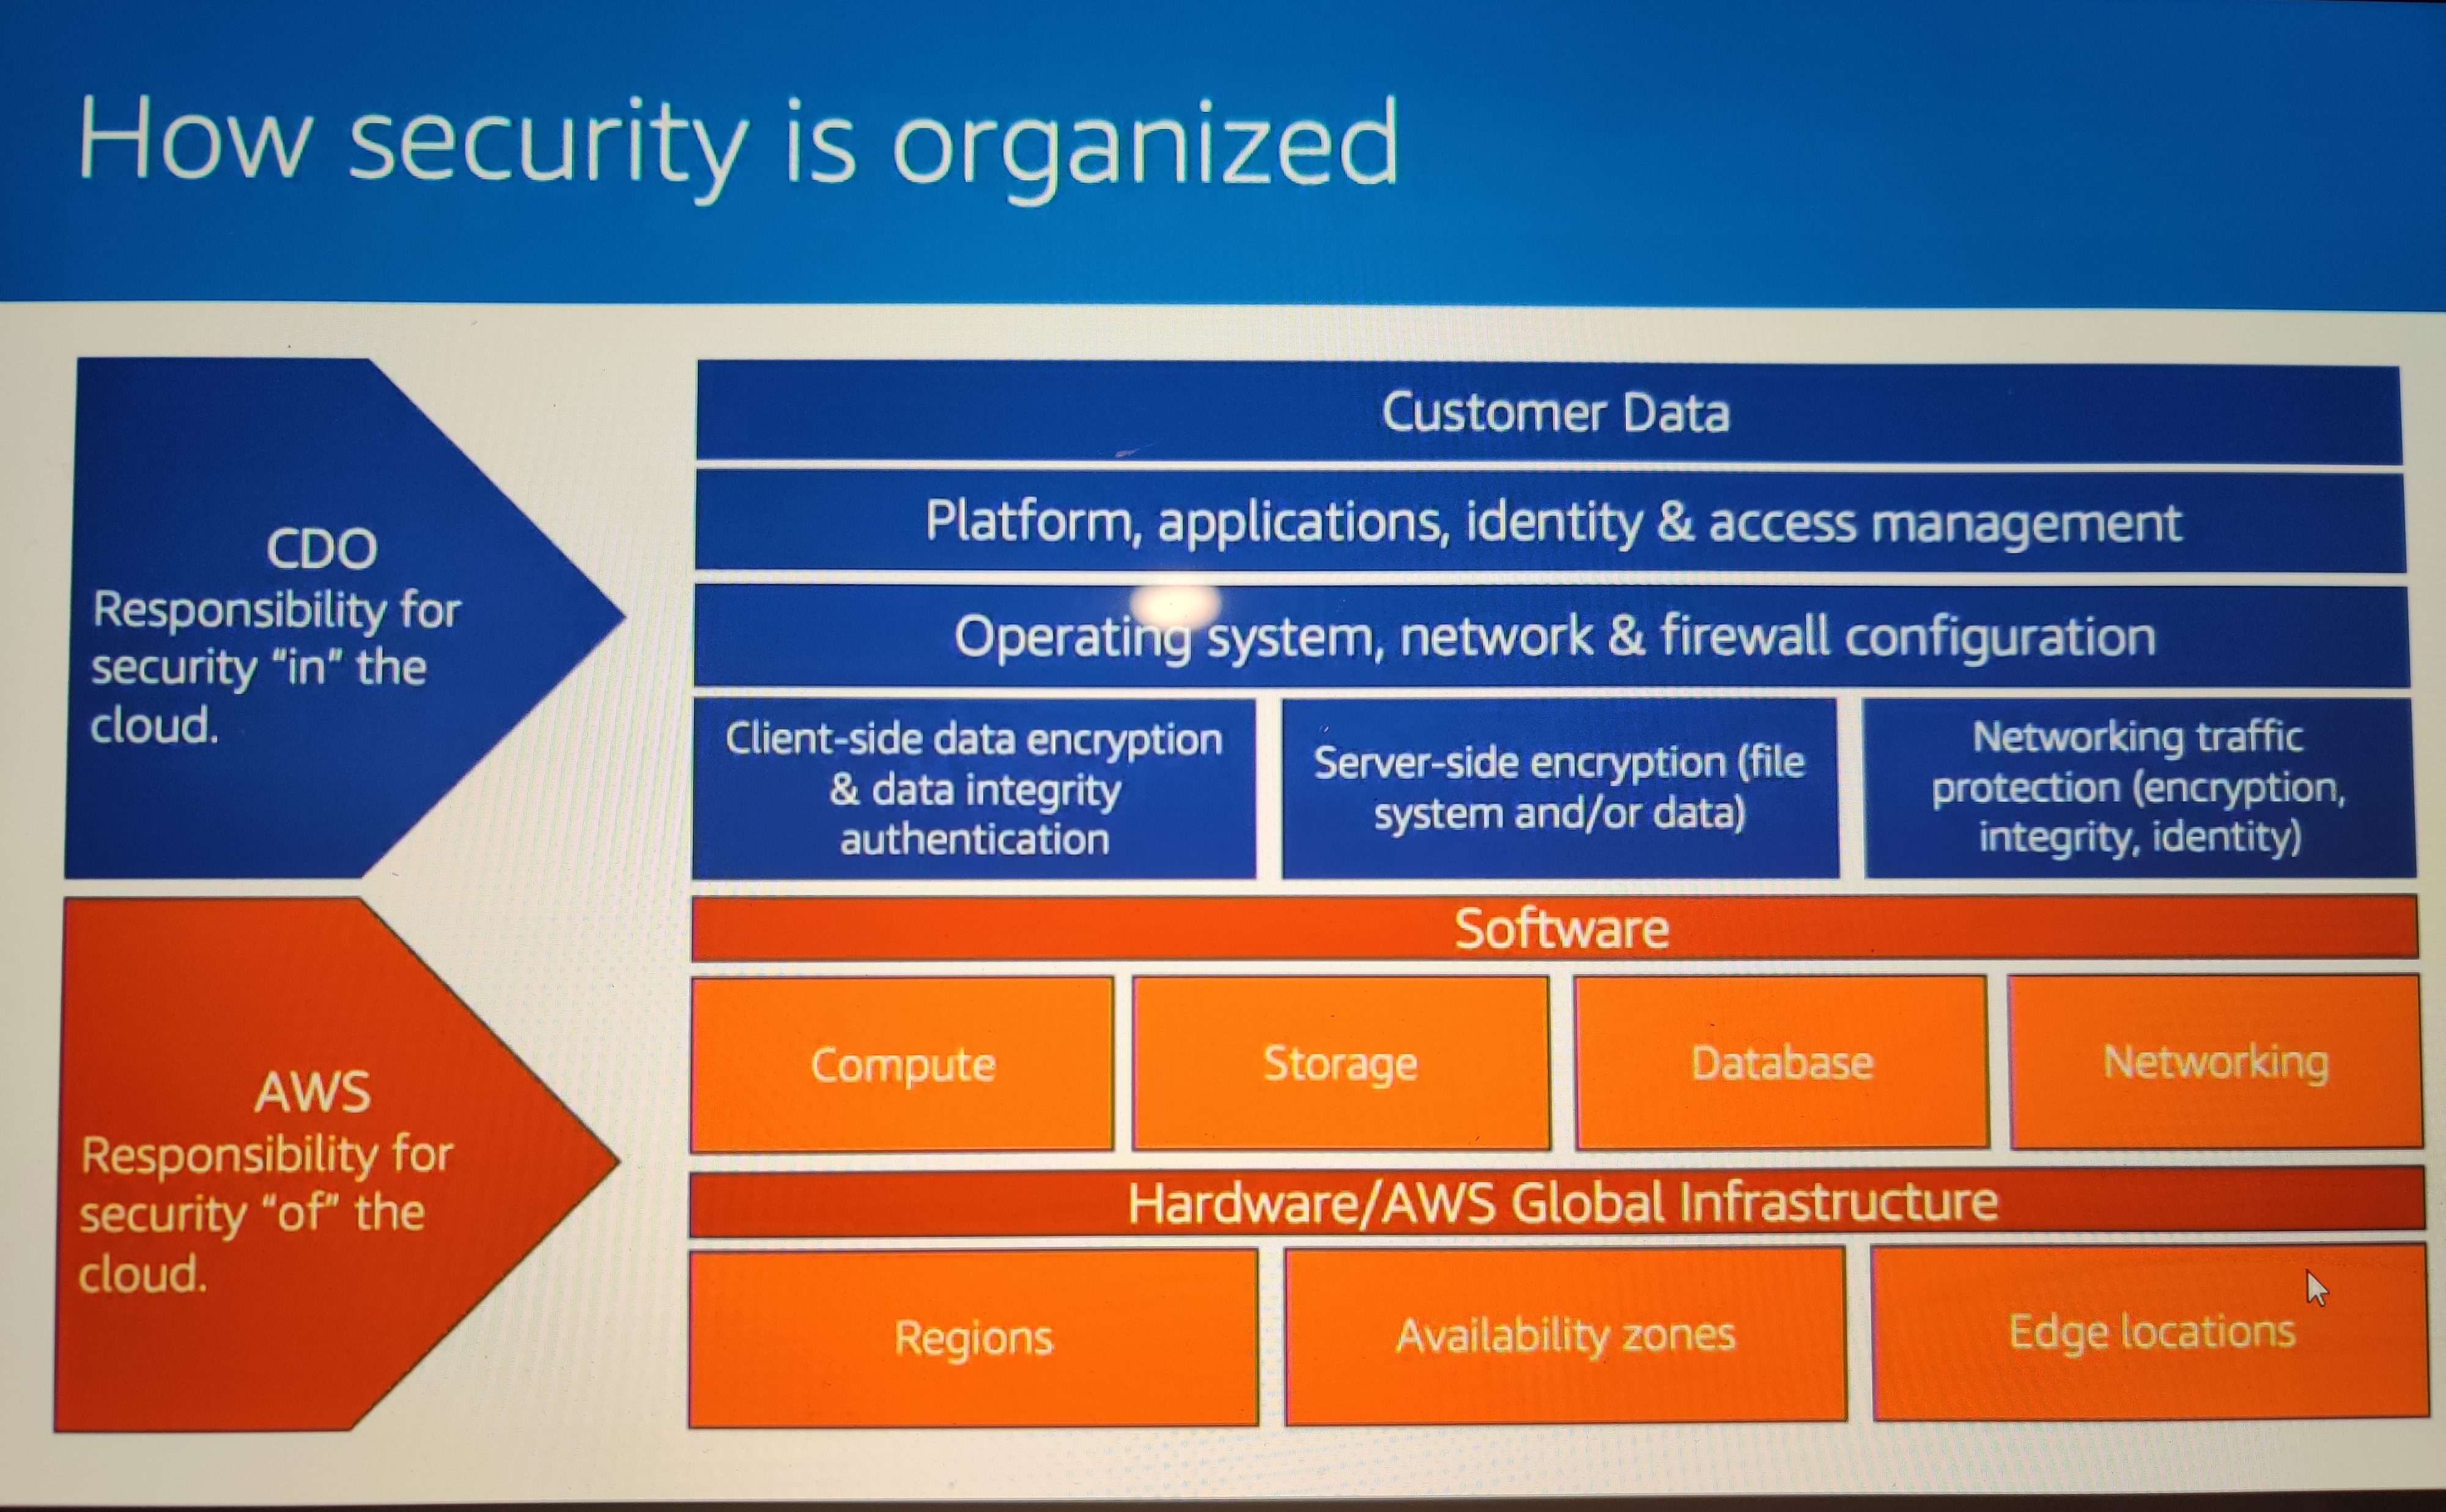 How security is organized
CDO
Responsibility for
security “in” the
cloud.
Customer Data
Platform, applications, identity & access management
Operating system, network & firewall configuration
Client-side data encryption
& data integrity
authentication
Server-side encryption (file
system and/or data)
Networking traffic
protection (encryption,
integrity, identity)
AWS
Responsibility for
security “of” the
cloud.
Software
Compute
Storage
Database
Networking
Hardware/AWS Global Infrastructure
Regions
Availability zones
Edge locations